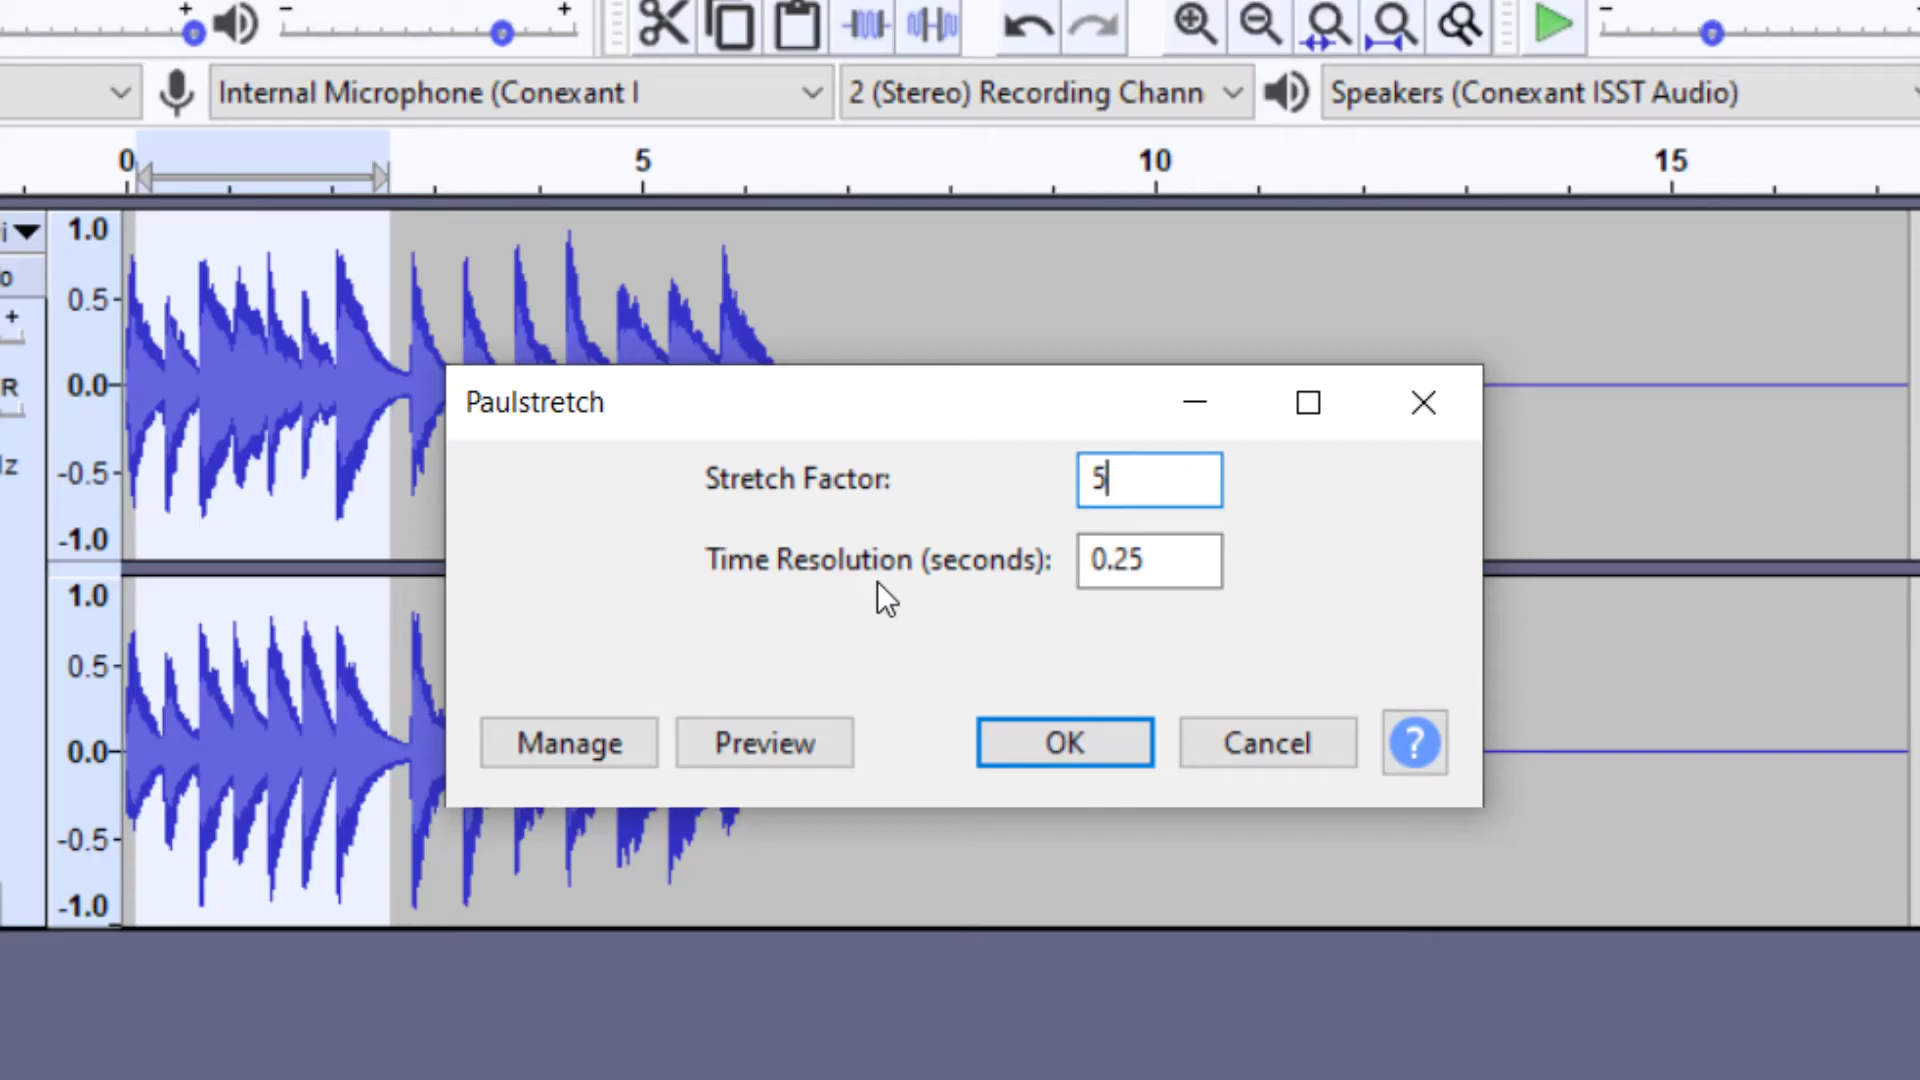 - + - + -
Internal Microphone (Conexant I 2 (Stereo) Recording Chann Speakers (Conexant ISST Audio)
0 5 10 15
1.0
0.5
0.0
-0.5
-1.0
+
R
Paulstretch
Stretch Factor: 5
Time Resolution (seconds): 0.25
Manage Preview OK Cancel ?
1.0
0.5
0.0
-0.5
-1.0